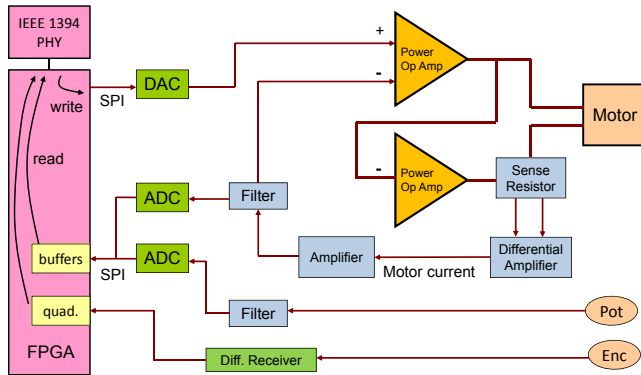 IEEE 1394
PHY
SPI
DAC
+
-
Power
Op Amp
Motor
write
read
-
Power
Op Amp
Sense
Resistor
ADC
Filter
buffers
SPI
ADC
Amplifier
Motor current
Differential
Amplifier
quad.
Filter
Pot
FPGA
Diff. Receiver
Enc